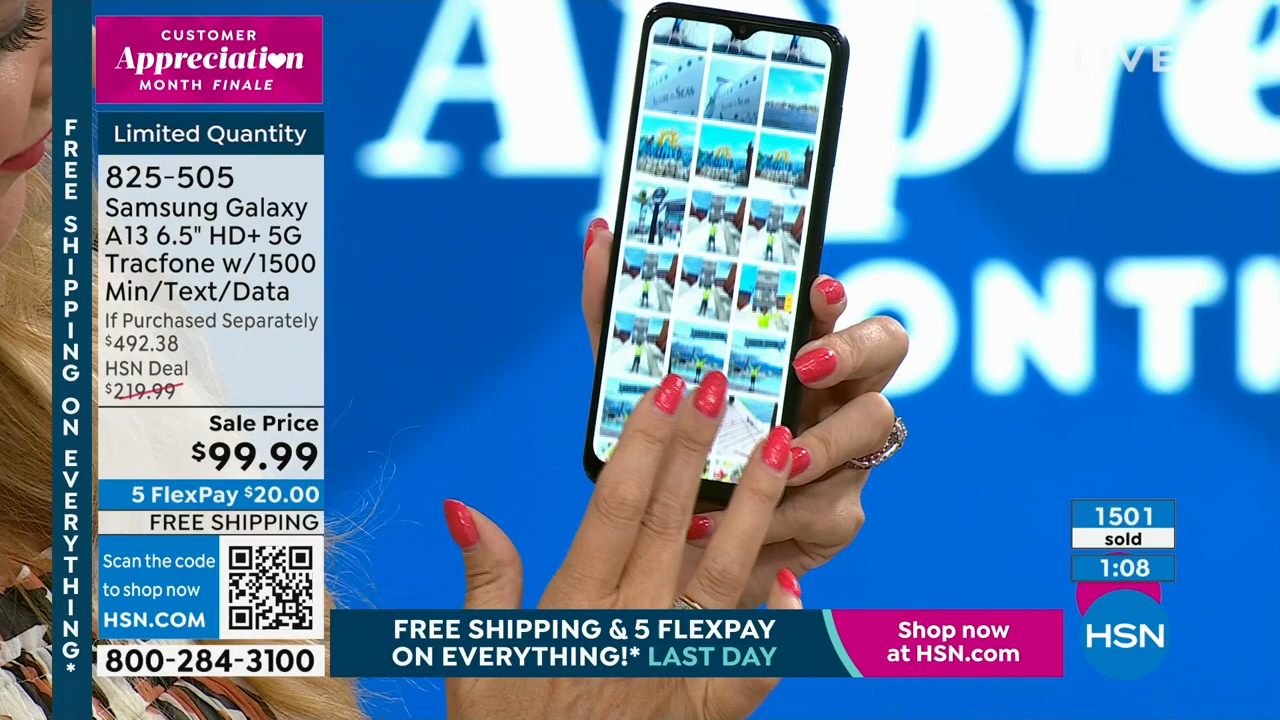 CUSTOMER
Appreciation
MONTH FINALE
Limited Quantity
825-505
Samsung Galaxy
A13 6.5" HD+ 5G
Tracfone w/1500
Min/Text/Data
If Purchased Separately
$492.38
HSN Deal
$219.99
Sale Price
$99.99
5 FlexPay $20.00
FREE SHIPPING
Scan the code
to shop now
HSN.COM
800-284-3100
FREE SHIPPING ON EVERYTHING!*
LIVE
1501
sold
1:08
HSN
FREE SHIPPING & 5 FLEXPAY
ON EVERYTHING!* LAST DAY
Shop now
at HSN.com